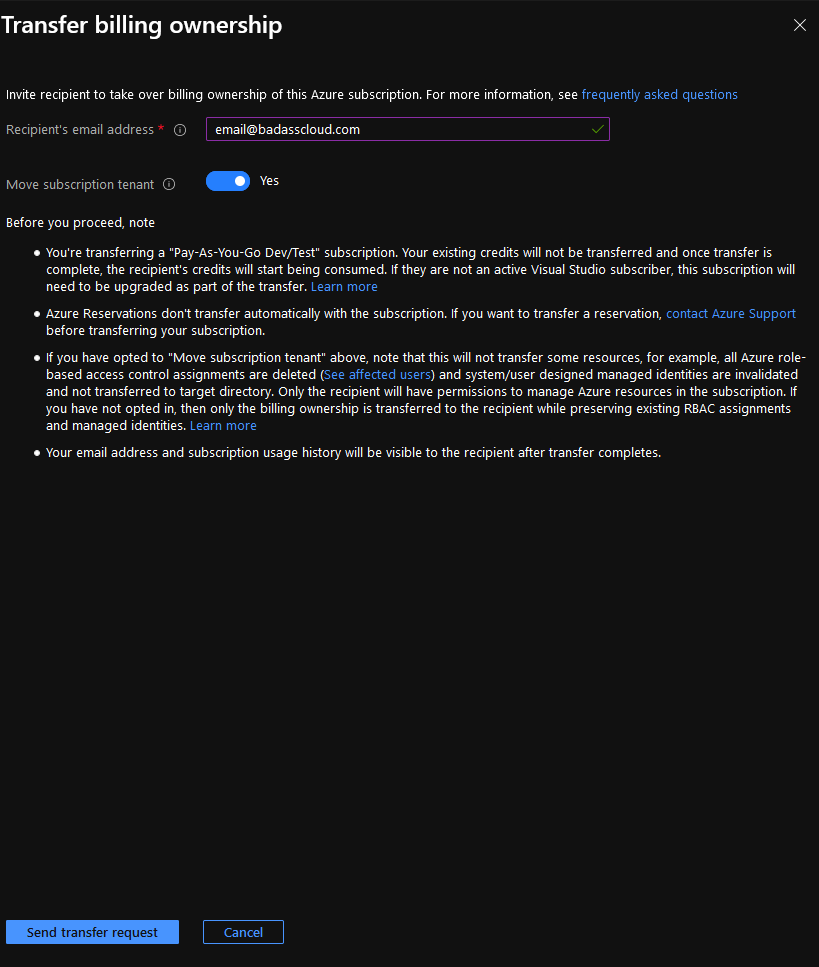 Transfer billing ownership
Invite recipient to take over billing ownership of this Azure subscription. For more information, see frequently asked questions
Recipient's email address *
email@badasscloud.com
Move subscription tenant
Yes
Before you proceed, note
You're transferring a "Pay-As-You-Go Dev/Test" subscription. Your existing credits will not be transferred and once transfer is
complete, the recipient's credits will start being consumed. If they are not an active Visual Studio subscriber, this subscription will
need to be upgraded as part of the transfer. Learn more
Azure Reservations don't transfer automatically with the subscription. If you want to transfer a reservation, contact Azure Support
before transferring your subscription.
If you have opted to "Move subscription tenant" above, note that this will not transfer some resources, for example, all Azure role-
based access control assignments are deleted (See affected users) and system/user designed managed identities are invalidated
and not transferred to target directory. Only the recipient will have permissions to manage Azure resources in the subscription. If
you have not opted in, then only the billing ownership is transferred to the recipient while preserving existing RBAC assignments
and managed identities. Learn more
Your email address and subscription usage history will be visible to the recipient after transfer completes.
Send transfer request
Cancel